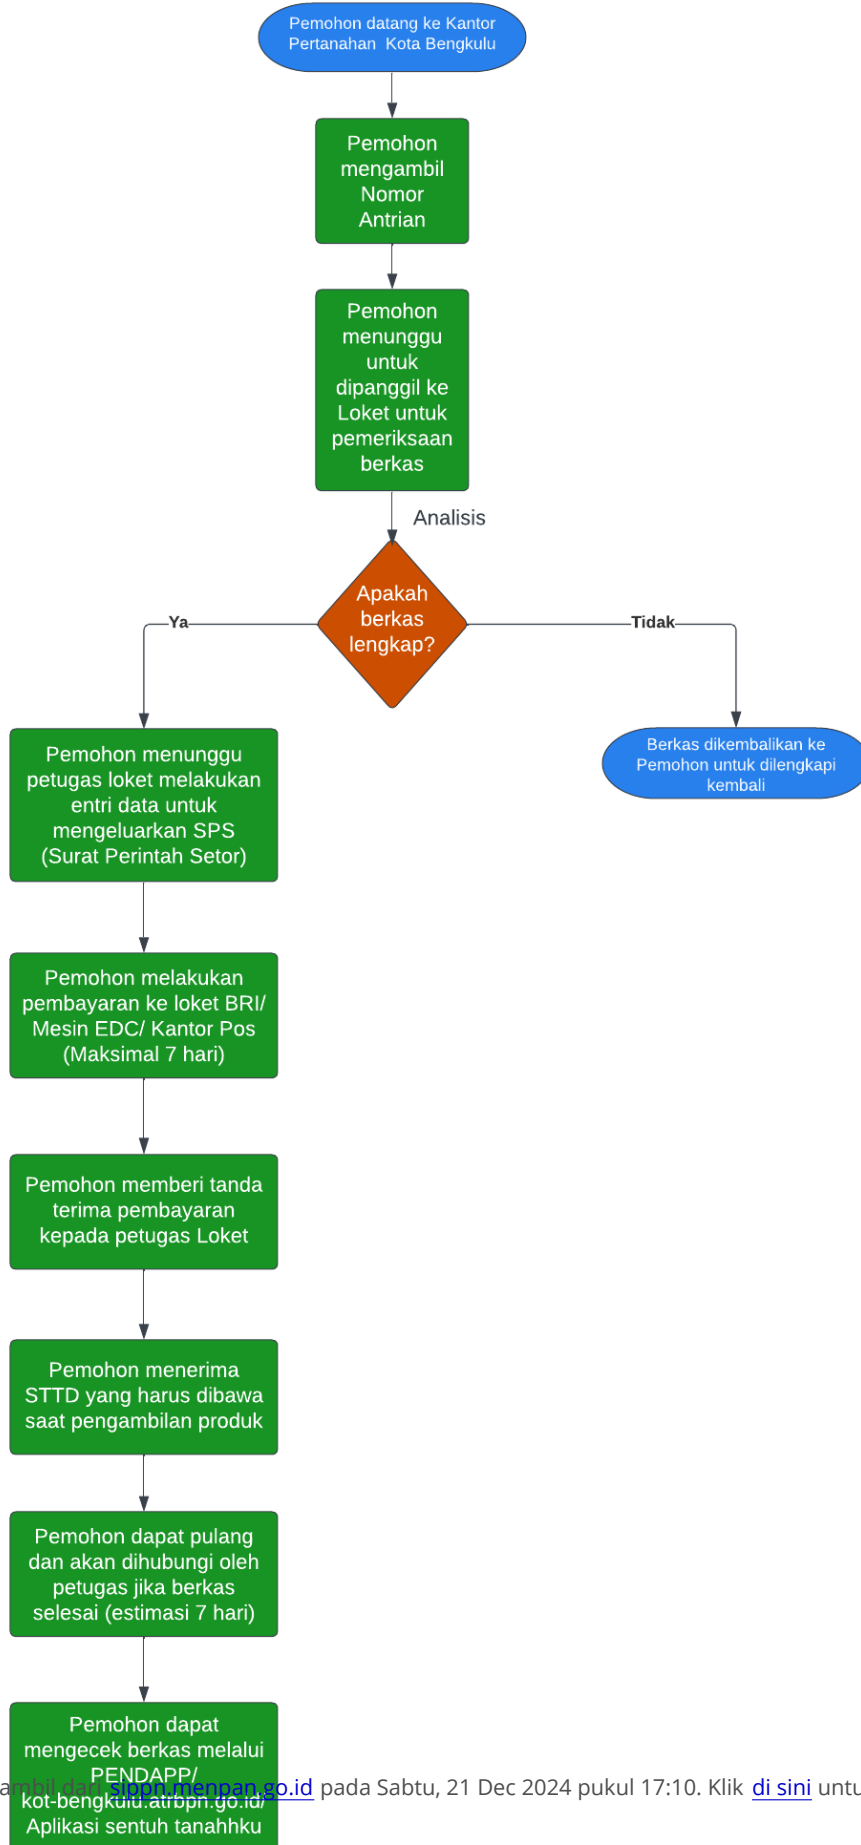 Pemohon datang ke Kantor
Pertanahan Kota Bengkulu
Pemohon
mengambil
Nomor
Antrian
Pemohon
menunggu
untuk
dipanggil ke
Loket untuk
pemeriksaan
berkas
Analisis
Apakah
berkas
lengkap?
Ya
Tidak
Berkas dikembalikan ke
Pemohon untuk dilengkapi
kembali
Pemohon menunggu
petugas loket melakukan
entri data untuk
mengeluarkan SPS
(Surat Perintah Setor)
Pemohon melakukan
pembayaran ke loket BRI/
Mesin EDC/ Kantor Pos
(Maksimal 7 hari)
Pemohon memberi tanda
terima pembayaran
kepada petugas Loket
Pemohon menerima
STTD yang harus dibawa
saat pengambilan produk
Pemohon dapat pulang
dan akan dihubungi oleh
petugas jika berkas
selesai (estimasi 7 hari)
Pemohon dapat
mengecek berkas melalui
PENDAPP/
kot-bengkulu.atrbpn.go.id/
Aplikasi sentuh tanahhku
ambil dari sippn.menpan.go.id pada Sabtu, 21 Dec 2024 pukul 17:10. Klik di sini untu